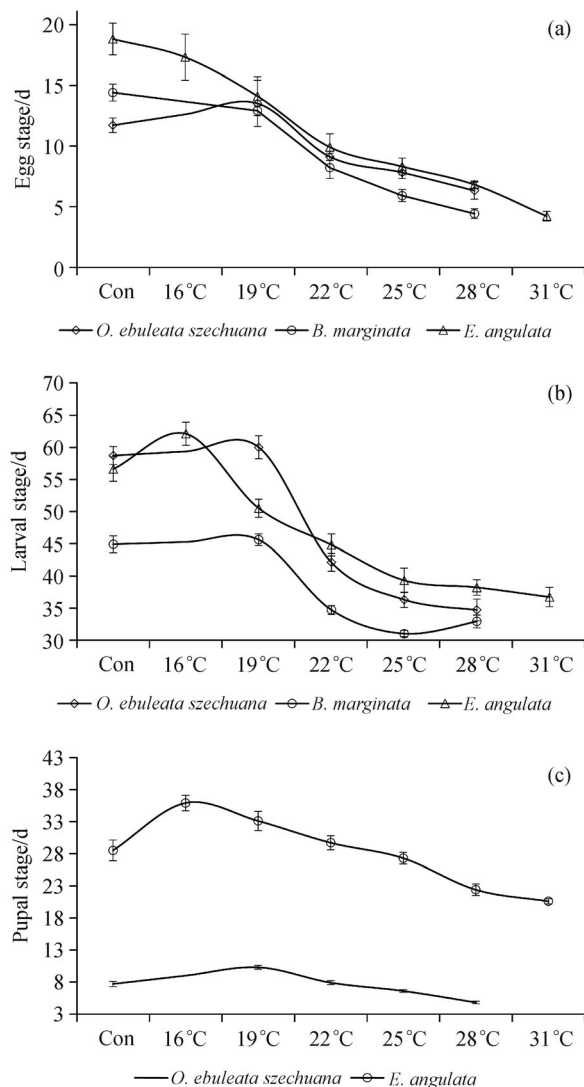 (a)
Egg stage/d
20
15
10
5
0
Con 16°C 19°C 22°C 25°C 28°C 31°C
O. ebuleata szechuana B. marginata E. angulata
(b)
Larval stage/d
70
65
60
55
50
45
40
35
30
Con 16°C 19°C 22°C 25°C 28°C 31°C
O. ebuleata szechuana B. marginata E. angulata
(c)
Pupal stage/d
43
38
33
28
23
18
13
8
3
Con 16°C 19°C 22°C 25°C 28°C 31°C
O. ebuleata szechuana E. angulata